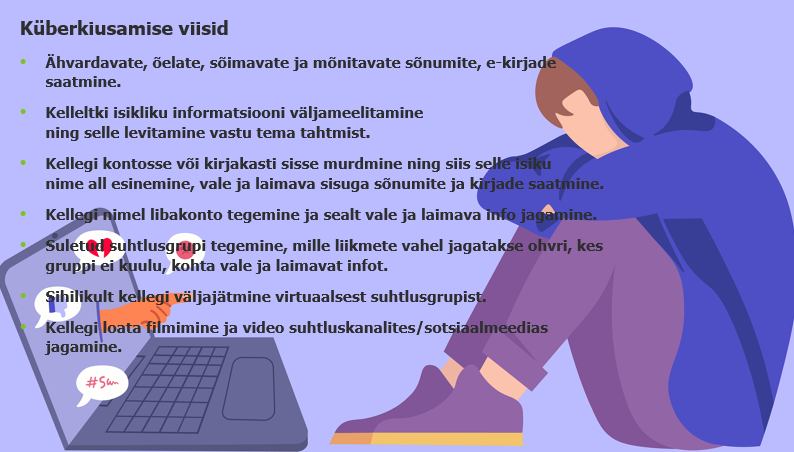 Küberkiusamise viisid
Ähvardavate, õelate, sõimavate ja mõnitavate sõnumite, e-kirjade
saatmine.
Kelleltki isikliku informatsiooni väljameelitamine
ning selle levitamine vastu tema tahtmist.
Kellegi kontosse või kirjakasti sisse murdmine ning siis selle isiku
nime all esinemine, vale ja laimava sisuga sõnumite ja kirjade saatmine.
Kellegi nimel libakonto tegemine ja sealt vale ja laimava info jagamine.
Suletud suhtlusgrupi tegemine, mille liikmete vahel jagatakse ohvri, kes
gruppi ei kuulu, kohta vale ja laimavat infot.
Sihilikult kellegi väljajätmine virtuaalsest suhtlusgrupist.
Kellegi loata filmimine ja video suhtluskanalites/sotsiaalmeedias
jagamine.